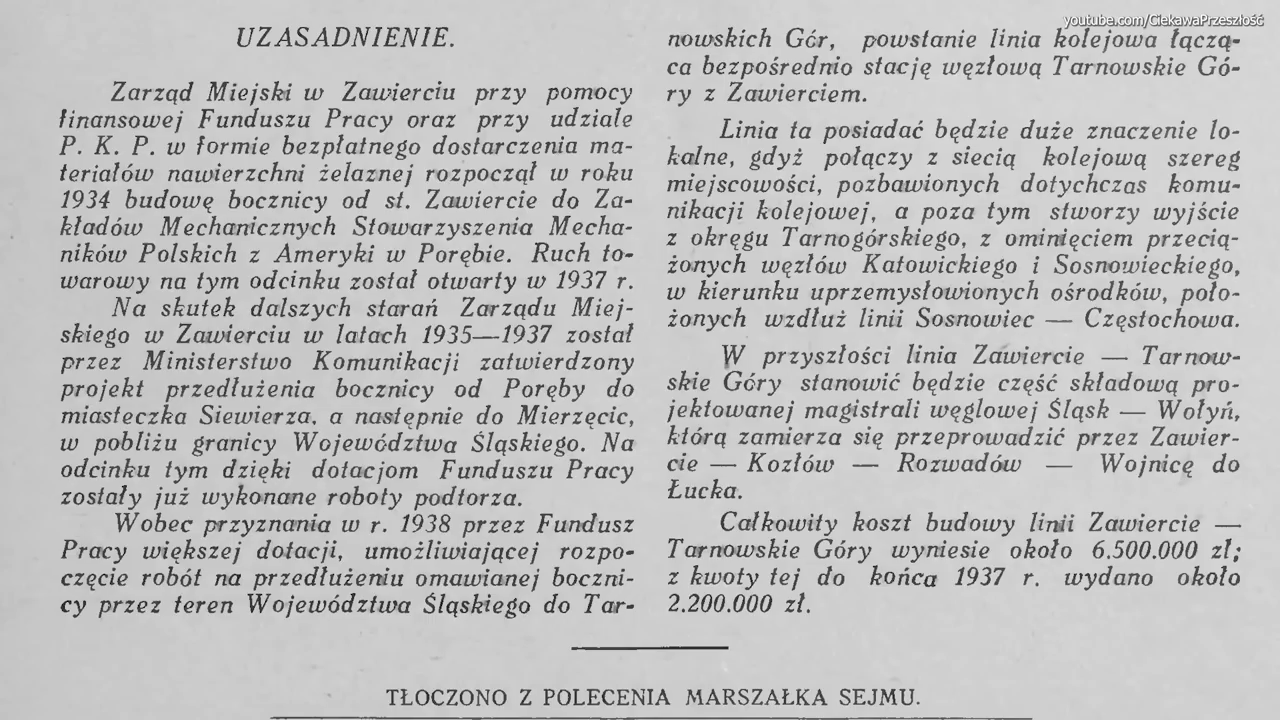 youtube.com/CiekawaPrzeszłość
UZASADNIENIE.
Zarząd Miejski w Zawierciu przy pomocy
finansowej Funduszu Pracy oraz przy udziale
P. K. P. w formie bezpłatnego dostarczenia ma-
teriałów nawierzchni żelaznej rozpoczął w roku
1934 budowę bocznicy od st. Zawiercie do Za-
kładów Mechanicznych Stowarzyszenia Mecha-
ników Polskich z Ameryki w Porębie. Ruch to-
warowy na tym odcinku został otwarty w 1937 r.
Na skutek dalszych starań Zarządu Miej-
skiego w Zawierciu w latach 1935—1937 został
przez Ministerstwo Komunikacji zatwierdzony
projekt przedłużenia bocznicy od Poręby do
miasteczka Siewierza, a następnie do Mierzęcic,
w pobliżu granicy Województwa Śląskiego. Na
odcinku tym dzięki dotacjom Funduszu Pracy
zostały już wykonane roboty podtorza.
Wobec przyznania w r. 1938 przez Fundusz
Pracy większej dotacji, umożliwiającej rozpo-
częcie robót na przedłużeniu omawianej boczni-
cy przez teren Województwa Śląskiego do Tar-
nowskich Gór, powstanie linia kolejowa łączą-
ca bezpośrednio stację węzłową Tarnowskie Gó-
ry z Zawierciem.
Linia ta posiadać będzie duże znaczenie lo-
kalne, gdyż połączy z siecią kolejową szereg
miejscowości, pozbawionych dotychczas komu-
nikacji kolejowej, a poza tym stworzy wyjście
z okręgu Tarnogórskiego, z ominięciem przecią-
żonych węzłów Katowickiego i Sosnowieckiego,
w kierunku uprzemysłowionych ośrodków, poło-
żonych wzdłuż linii Sosnowiec — Częstochowa.
W przyszłości linia Zawiercie — Tarnow-
skie Góry stanowić będzie część składową pro-
jektowanej magistrali węglowej Śląsk — Wołyń,
którą zamierza się przeprowadzić przez Zawier-
cie — Kozłów — Rozwadów — Wojnicę do
Łucka.
Całkowity koszt budowy linii Zawiercie —
Tarnowskie Góry wyniesie około 6.500.000 zł;
z kwoty tej do końca 1937 r. wydano około
2.200.000 zł.
TŁOCZONO Z POLECENIA MARSZAŁKA SEJMU.